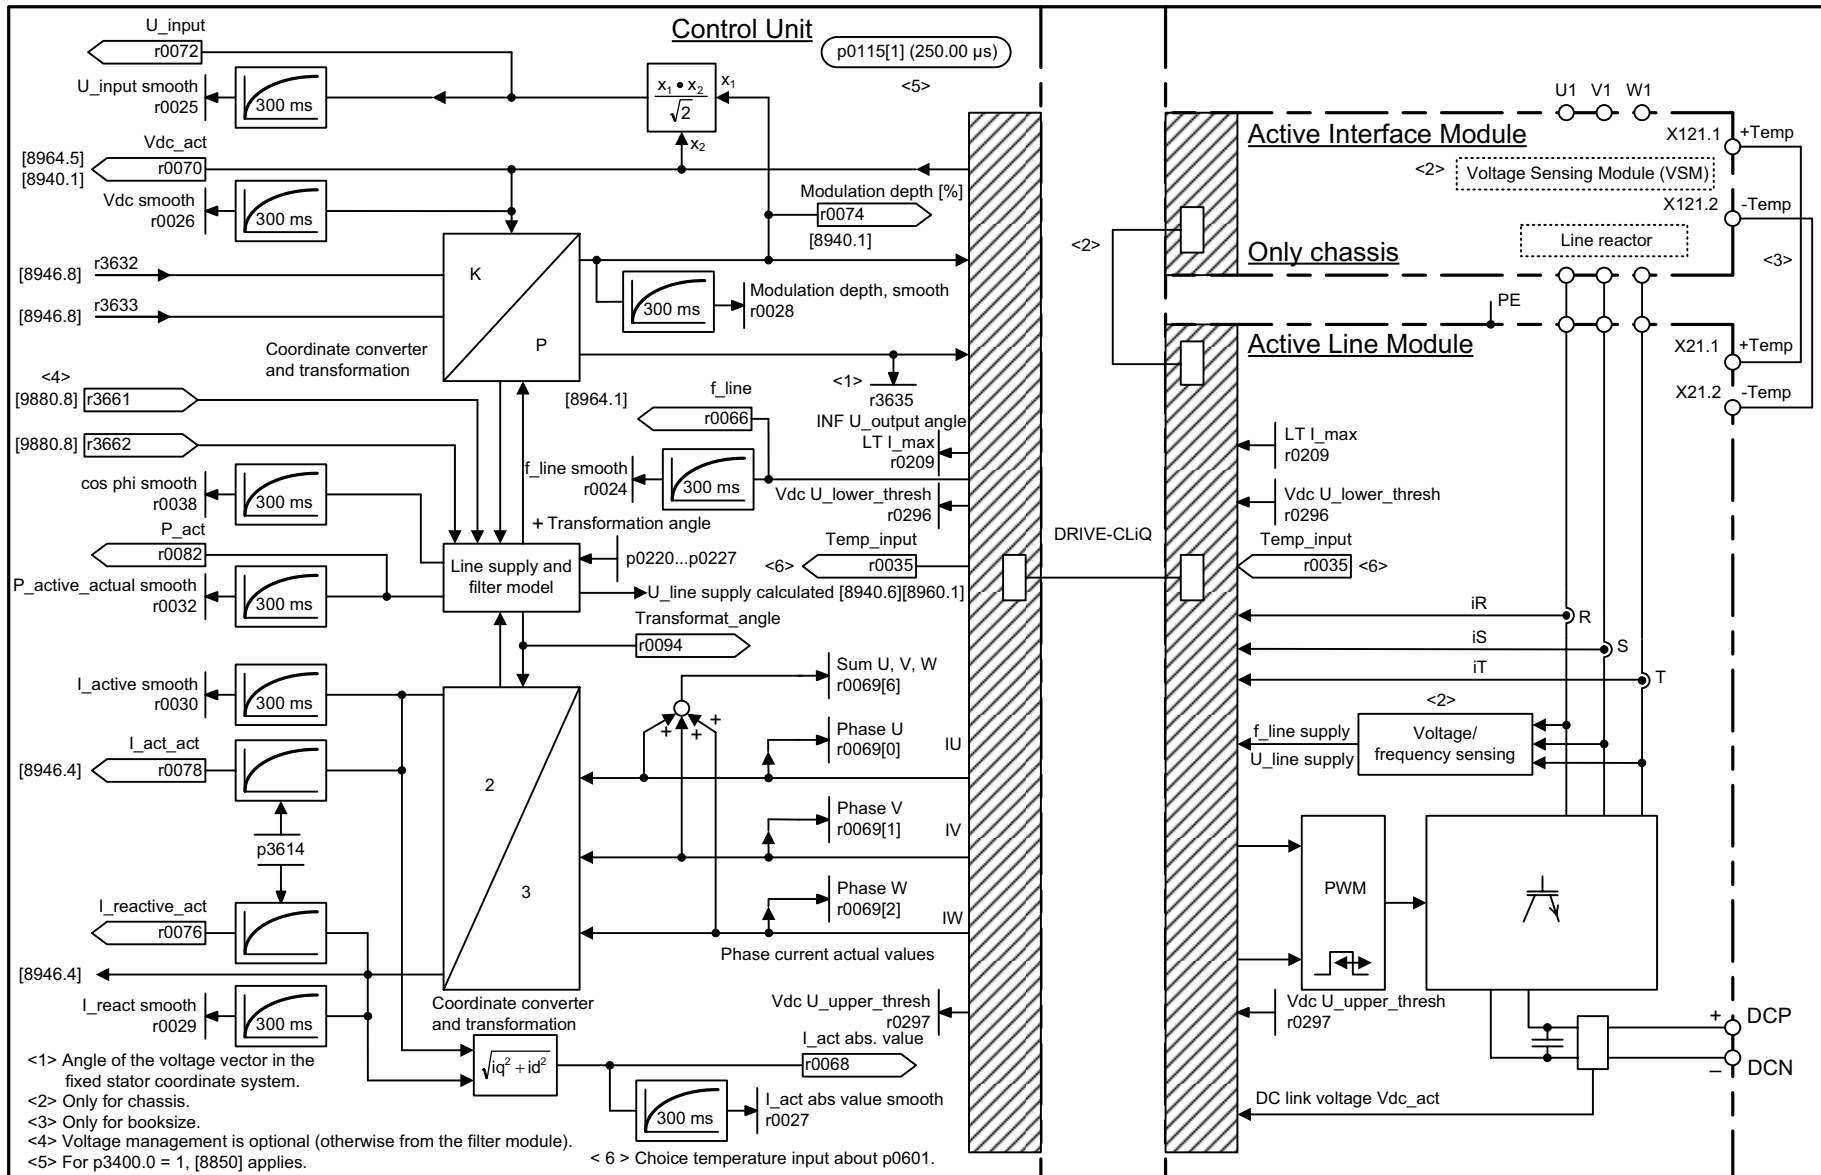 Control Unit
p0115[1] (250.00 µs)
<5>
U_input
r0072
U_input smooth
r0025
300 ms
x1 • x2
√2
x1
x2
Vdc_act
[8964.5]
[8940.1]
r0070
Vdc smooth
r0026
300 ms
Modulation depth [%]
r0074
[8940.1]
[8946.8]
r3632
[8946.8]
r3633
K
P
300 ms
Modulation depth, smooth
r0028
Coordinate converter
and transformation
<4>
[9880.8]
r3661
[9880.8]
r3662
[8964.1]
f_line
r0066
<1>
r3635
INF U_output angle
LT I_max
r0209
f_line smooth
r0024
300 ms
Vdc U_lower_thresh
r0296
cos phi smooth
r0038
300 ms
P_act
r0082
P_active_actual smooth
r0032
300 ms
+ Transformation angle
Line supply and
filter model
p0220...p0227
U_line supply calculated [8940.6][8960.1]
Temp_input
<6>
r0035
Transformat_angle
r0094
I_active smooth
r0030
300 ms
I_act_act
[8946.4]
r0078
p3614
I_reactive_act
r0076
[8946.4]
I_react smooth
r0029
300 ms
2
3
Coordinate converter
and transformation
Sum U, V, W
r0069[6]
+
+
+
Phase U
r0069[0]
IU
Phase V
r0069[1]
IV
Phase W
r0069[2]
IW
Phase current actual values
Vdc U_upper_thresh
r0297
√iq² + id²
I_act abs. value
r0068
300 ms
I_act abs value smooth
r0027
<1> Angle of the voltage vector in the
fixed stator coordinate system.
<2> Only for chassis.
<3> Only for booksize.
<4> Voltage management is optional (otherwise from the filter module).
<5> For p3400.0 = 1, [8850] applies.
< 6 > Choice temperature input about p0601.
DRIVE-CLiQ
<2>
U1 V1 W1
Active Interface Module
<2>
Voltage Sensing Module (VSM)
X121.1
+Temp
X121.2
-Temp
Line reactor
Only chassis
<3>
PE
Active Line Module
X21.1
+Temp
X21.2
-Temp
LT I_max
r0209
Vdc U_lower_thresh
r0296
Temp_input
r0035
<6>
iR
R
iS
S
iT
T
<2>
f_line supply
U_line supply
Voltage/
frequency sensing
PWM
Vdc U_upper_thresh
r0297
+
DCP
–
DCN
DC link voltage Vdc_act